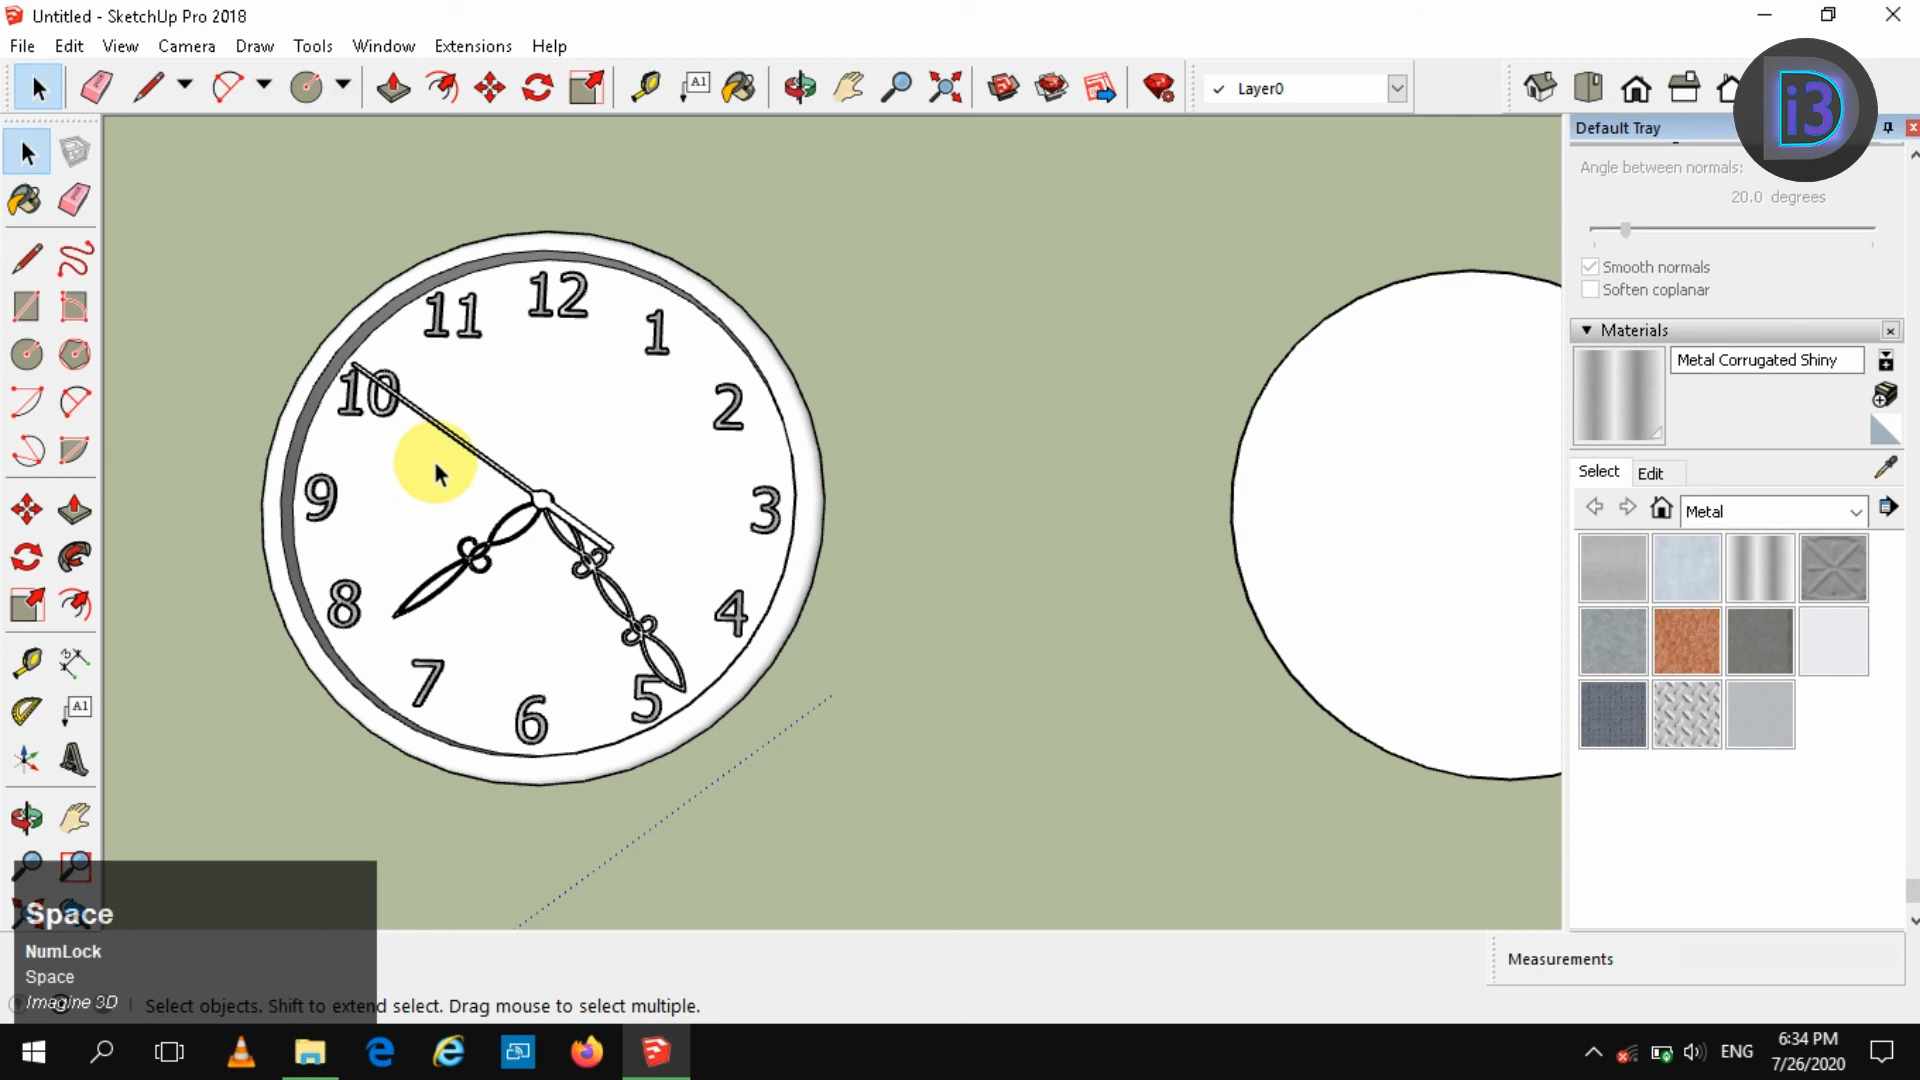 Untitled - SketchUp Pro 2018
File Edit View Camera Draw Tools Window Extensions Help
A1
Layer0
i3
Default Tray
Angle between normals:
20.0 degrees
Smooth normals
Soften coplanar
Materials
Metal Corrugated Shiny
Select Edit
Metal
12
11
1
10
2
9
3
8
4
7
5
6
A1
Space
NumLock
Space
Imagine 3D
Select objects. Shift to extend select. Drag mouse to select multiple.
Measurements
ENG
6:34 PM
7/26/2020